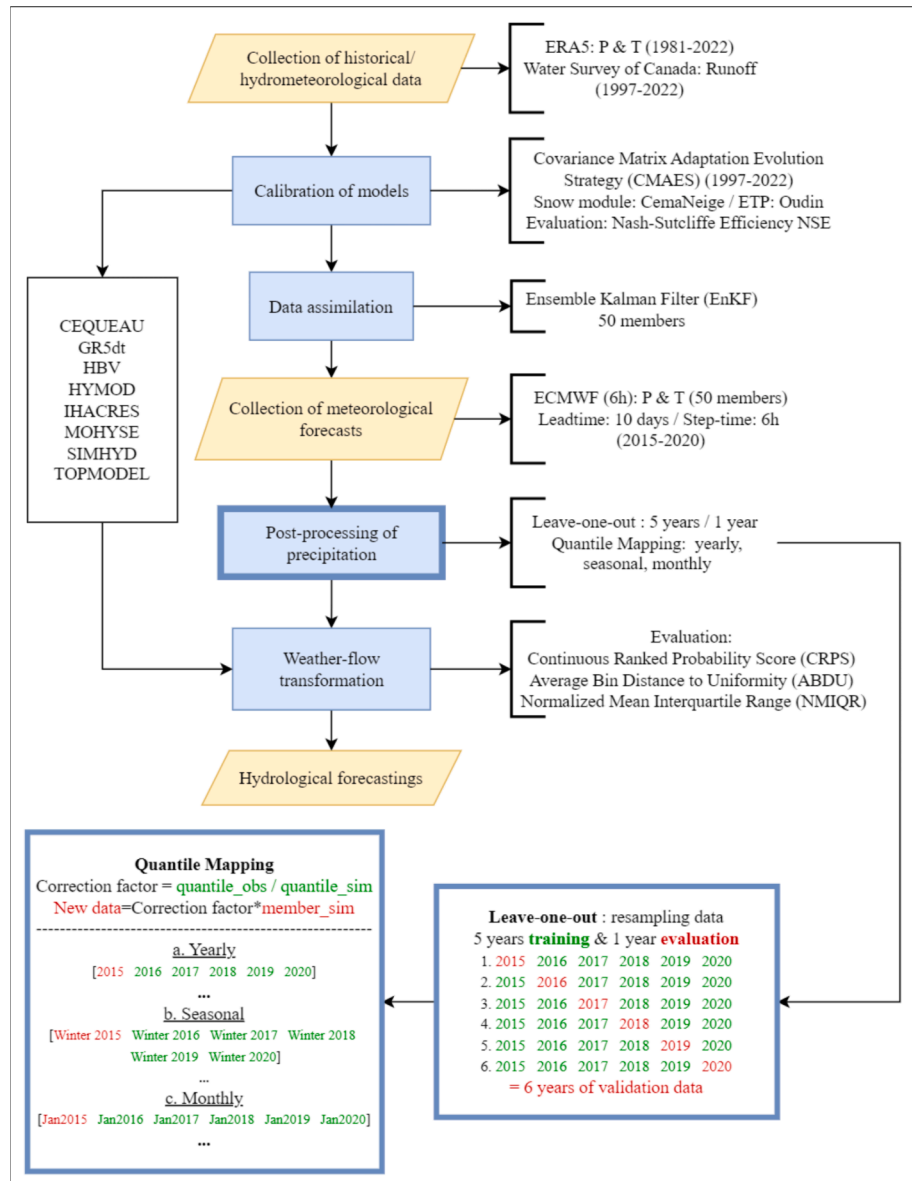 Collection of historical/
hydrometeorological data
ERA5: P & T (1981-2022)
Water Survey of Canada: Runoff
(1997-2022)
Calibration of models
Covariance Matrix Adaptation Evolution
Strategy (CMAES) (1997-2022)
Snow module: CemaNeige / ETP: Oudin
Evaluation: Nash-Sutcliffe Efficiency NSE
CEQUEAU
GR5dt
HBV
HYMOD
IHACRES
MOHYSE
SIMHYD
TOPMODEL
Data assimilation
Ensemble Kalman Filter (EnKF)
50 members
Collection of meteorological
forecasts
ECMWF (6h): P & T (50 members)
Leadtime: 10 days / Step-time: 6h
(2015-2020)
Post-processing of
precipitation
Leave-one-out : 5 years / 1 year
Quantile Mapping: yearly,
seasonal, monthly
Weather-flow
transformation
Evaluation:
Continuous Ranked Probability Score (CRPS)
Average Bin Distance to Uniformity (ABDU)
Normalized Mean Interquartile Range (NMIQR)
Hydrological forecastings
Quantile Mapping
Correction factor = quantile_obs / quantile_sim
New data=Correction factor*member_sim
a. Yearly
[2015 2016 2017 2018 2019 2020]
...
b. Seasonal
[Winter 2015 Winter 2016 Winter 2017 Winter 2018
Winter 2019 Winter 2020]
...
c. Monthly
[Jan2015 Jan2016 Jan2017 Jan2018 Jan2019 Jan2020]
...
Leave-one-out : resampling data
5 years training & 1 year evaluation
1. 2015 2016 2017 2018 2019 2020
2. 2015 2016 2017 2018 2019 2020
3. 2015 2016 2017 2018 2019 2020
4. 2015 2016 2017 2018 2019 2020
5. 2015 2016 2017 2018 2019 2020
6. 2015 2016 2017 2018 2019 2020
= 6 years of validation data